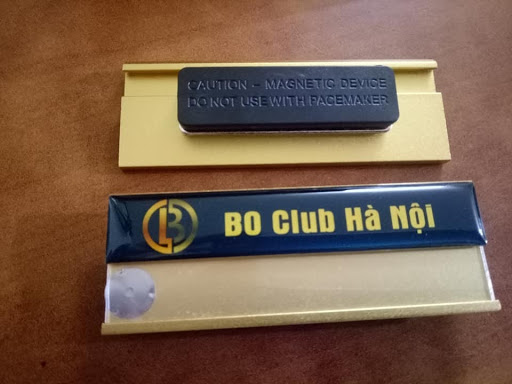 CAUTION - MAGNETIC DEVICE
DO NOT USE WITH PACEMAKER
BO Club Hà Nội